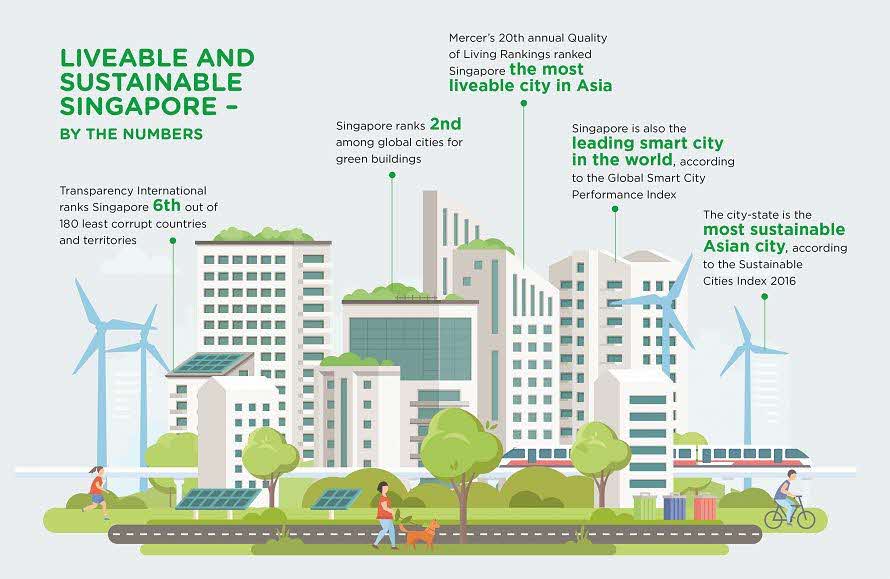 LIVEABLE AND
SUSTAINABLE
SINGAPORE –
BY THE NUMBERS
Transparency International
ranks Singapore 6th out of
180 least corrupt countries
and territories
Singapore ranks 2nd
among global cities for
green buildings
Mercer's 20th annual Quality
of Living Rankings ranked
Singapore the most
liveable city in Asia
Singapore is also the
leading smart city
in the world, according
to the Global Smart City
Performance Index
The city-state is the
most sustainable
Asian city, according
to the Sustainable
Cities Index 2016